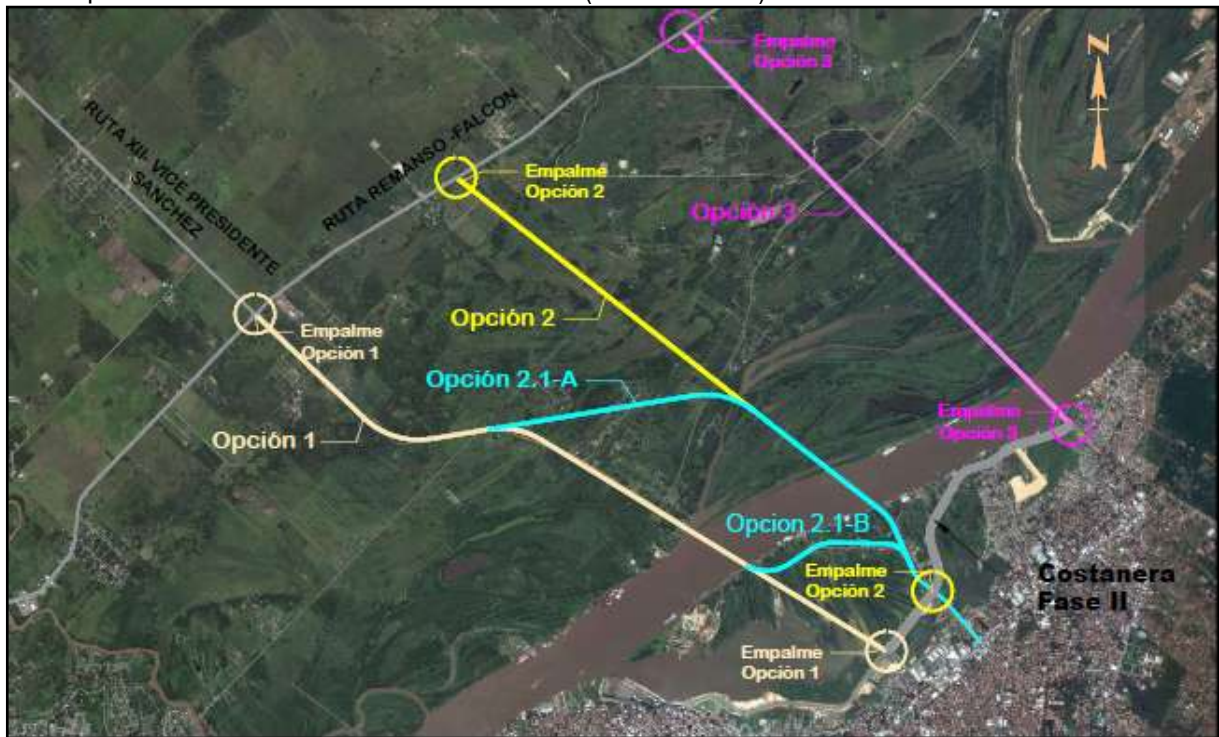 Empalme
Opción 3
N
RUTA XII- VICE PRESIDENTE
SANCHEZ
RUTA REMANSO -FALCON
Empalme
Opción 2
Opción 3
Opción 2
Empalme
Opción 1
Opción 2.1-A
Opción 1
Empalme
Opción 3
Opcion 2.1-B
Empalme
Opción 2
Costanera
Fase II
Empalme
Opción 1